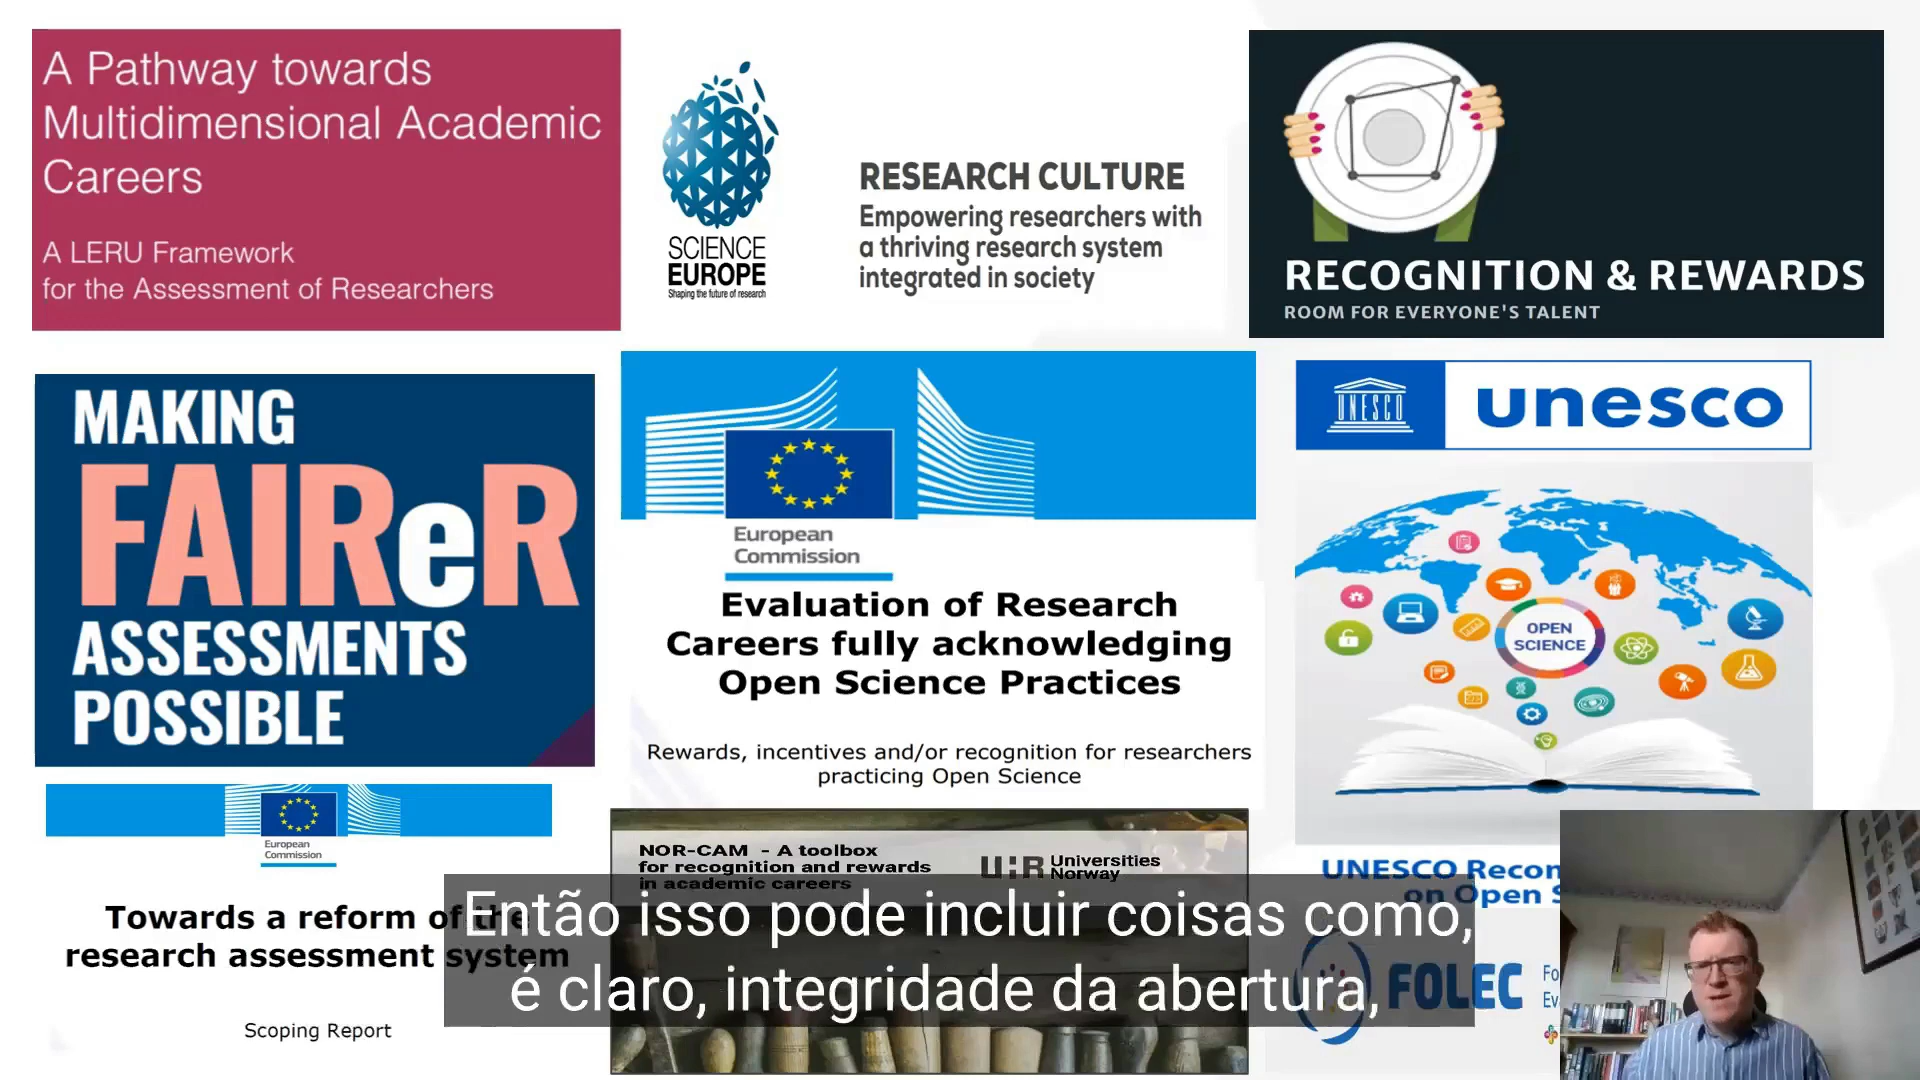 A Pathway towards
Multidimensional Academic
Careers
A LERU Framework
for the Assessment of Researchers
SCIENCE
EUROPE
Shaping the future of research
RESEARCH CULTURE
Empowering researchers with
a thriving research system
integrated in society
RECOGNITION & REWARDS
ROOM FOR EVERYONE'S TALENT
MAKING
FAIReR
ASSESSMENTS
POSSIBLE
European
Commission
Evaluation of Research
Careers fully acknowledging
Open Science Practices
Rewards, incentives and/or recognition for researchers
practicing Open Science
UNESCO
unesco
OPEN
SCIENCE
UNESCO Recom
on Open S
European
Commission
Towards a reform of the
research assessment system
Scoping Report
NOR-CAM - A toolbox
for recognition and rewards
in academic careers
UHR Universities
Norway
FOLEC
Fo
Ev
Então isso pode incluir coisas como,
é claro, integridade da abertura,